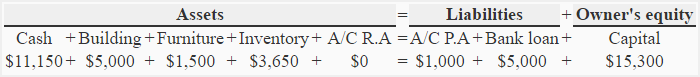 Assets = Liabilities + Owner's equity
Cash + Building + Furniture + Inventory + A/C R.A = A/C P.A + Bank loan + Capital
$11,150 + $5,000 + $1,500 + $3,650 + $0 = $1,000 + $5,000 + $15,300